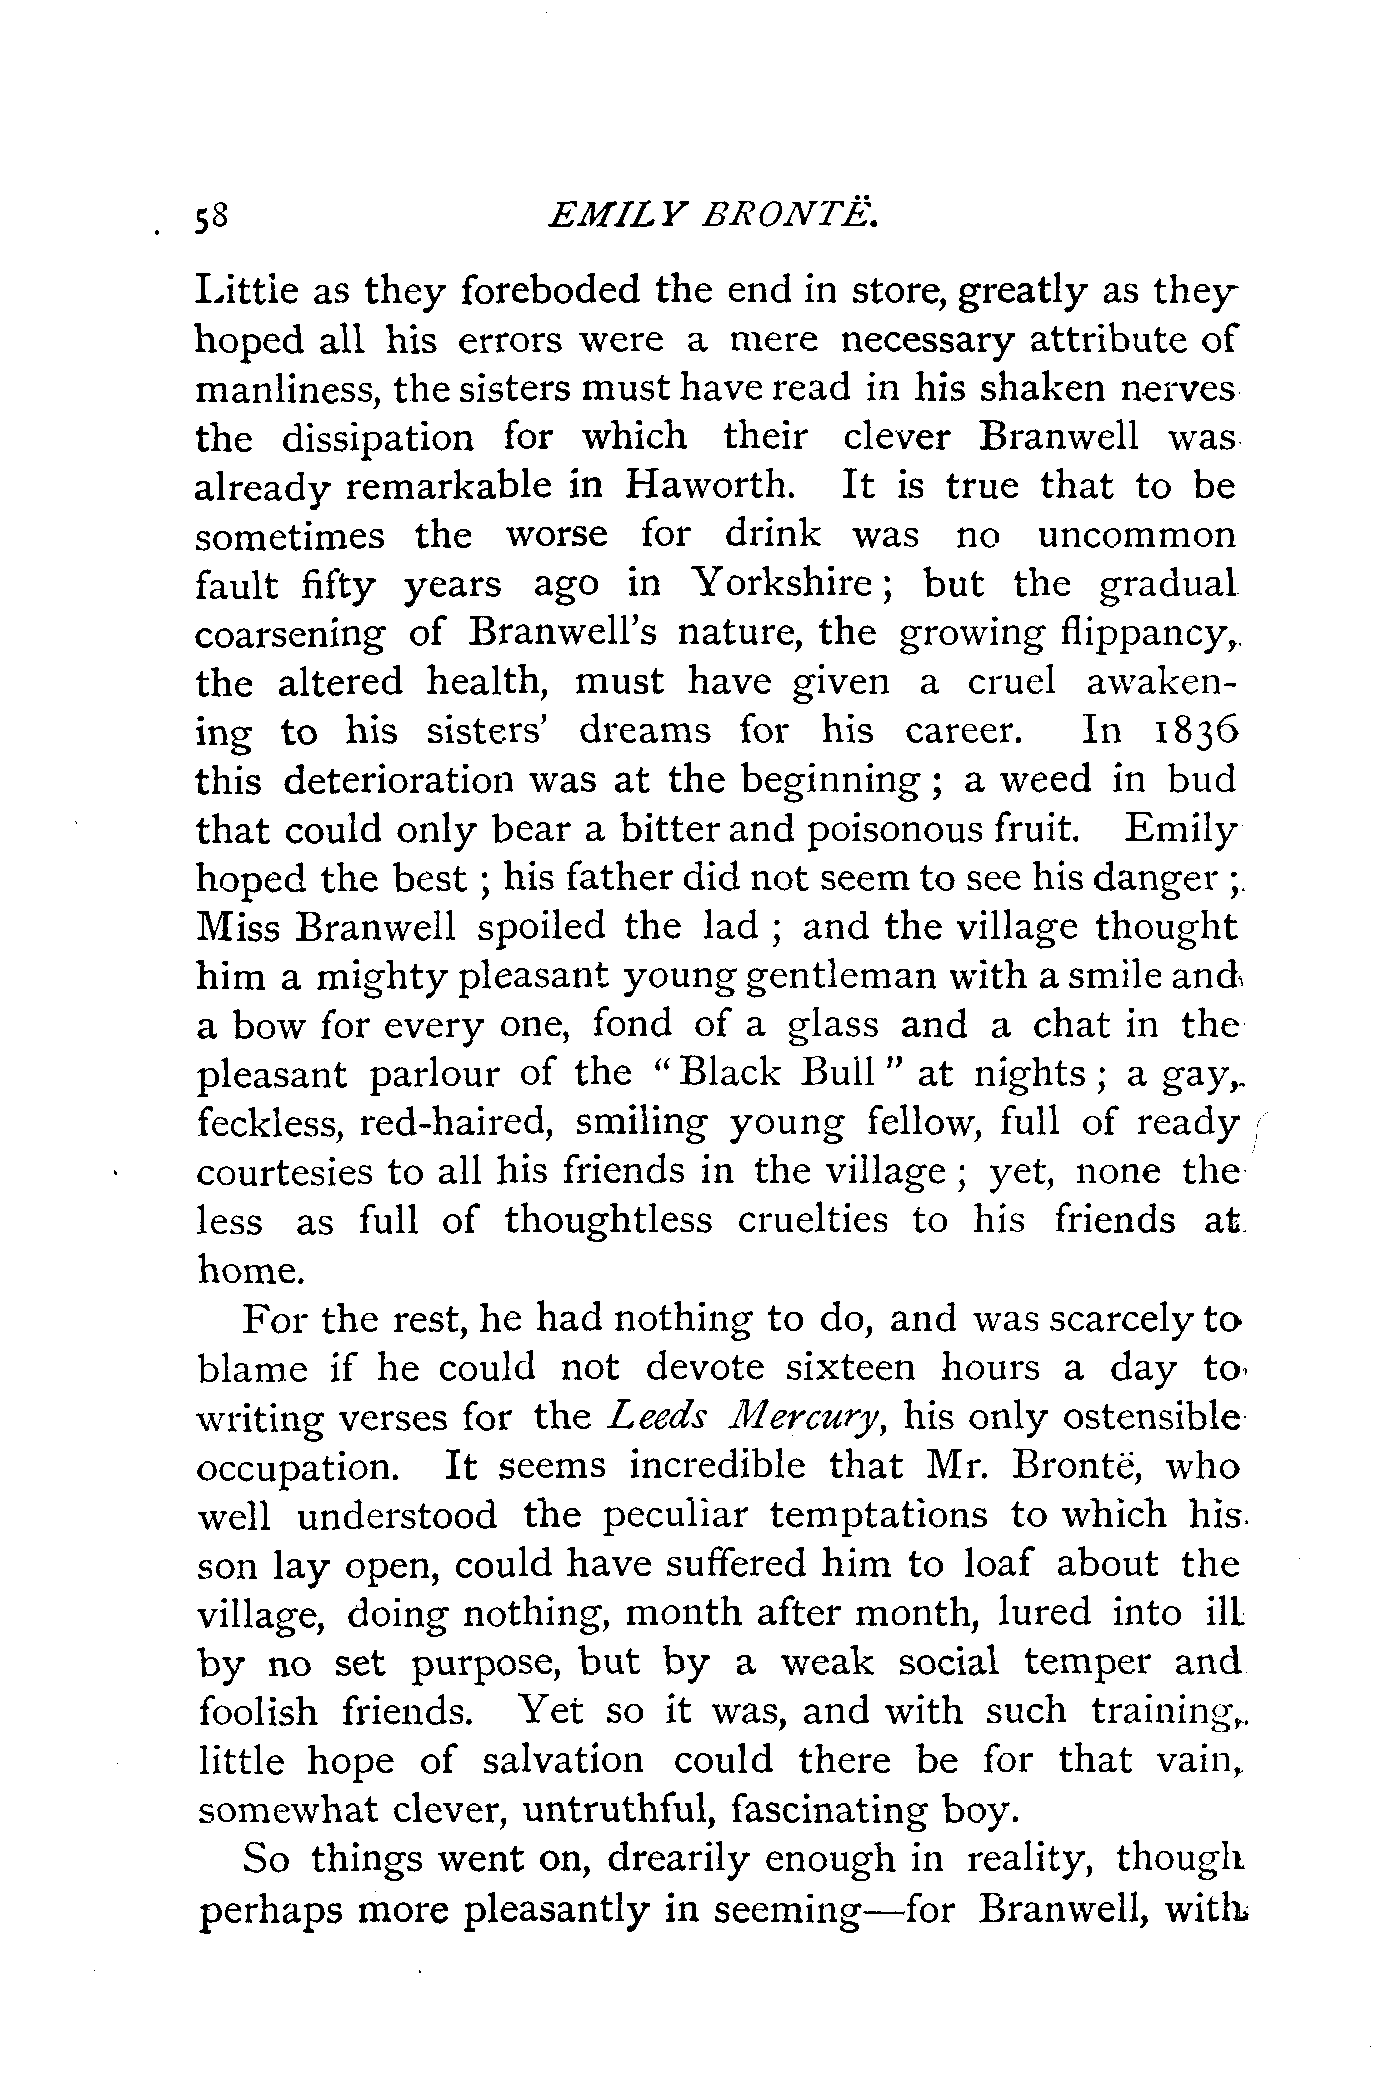 58 EMILY BRONTË.
Little as they foreboded the end in store, greatly as they
hoped all his errors were a mere necessary attribute of
manliness, the sisters must have read in his shaken nerves
the dissipation for which their clever Branwell was
already remarkable in Haworth. It is true that to be
sometimes the worse for drink was no uncommon
fault fifty years ago in Yorkshire ; but the gradual
coarsening of Branwell's nature, the growing flippancy,
the altered health, must have given a cruel awaken-
ing to his sisters' dreams for his career. In 1836
this deterioration was at the beginning ; a weed in bud
that could only bear a bitter and poisonous fruit. Emily
hoped the best ; his father did not seem to see his danger ;
Miss Branwell spoiled the lad ; and the village thought
him a mighty pleasant young gentleman with a smile and
a bow for every one, fond of a glass and a chat in the
pleasant parlour of the " Black Bull " at nights ; a gay,
feckless, red-haired, smiling young fellow, full of ready
courtesies to all his friends in the village ; yet, none the
less as full of thoughtless cruelties to his friends at
home.
For the rest, he had nothing to do, and was scarcely to
blame if he could not devote sixteen hours a day to
writing verses for the Leeds Mercury, his only ostensible
occupation. It seems incredible that Mr. Brontë, who
well understood the peculiar temptations to which his
son lay open, could have suffered him to loaf about the
village, doing nothing, month after month, lured into ill
by no set purpose, but by a weak social temper and
foolish friends. Yet so it was, and with such training,
little hope of salvation could there be for that vain,
somewhat clever, untruthful, fascinating boy.
So things went on, drearily enough in reality, though
perhaps more pleasantly in seeming—for Branwell, with